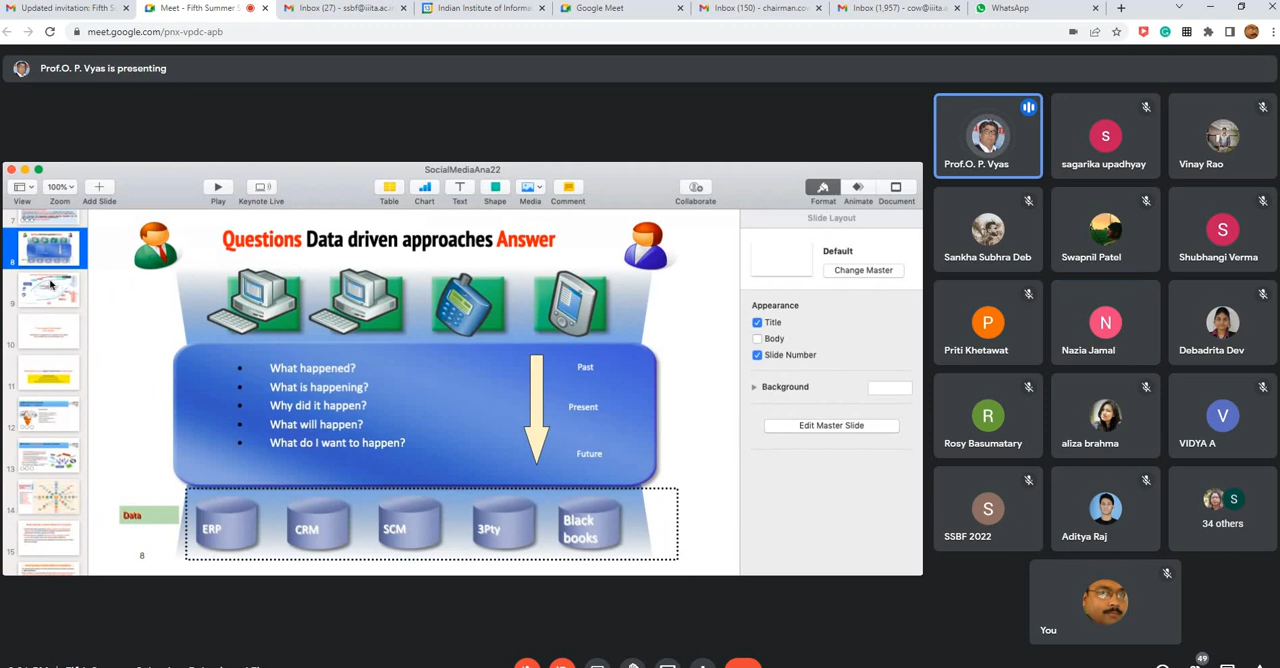 Updated invitation: Fifth S
Meet - Fifth Summer
Inbox (27) - ssbf@iiita.ac.in
Indian Institute of Informa
Google Meet
Inbox (150) - chairman.cow
Inbox (1,957) - cow@iiita.a
WhatsApp
meet.google.com/pnx-vpdc-apb
Prof.O. P. Vyas is presenting
SocialMediaAna22
100%
View
Zoom
Add Slide
Play
Keynote Live
Table
Chart
Text
Shape
Media
Comment
Collaborate
Format
Animate
Document
Slide Layout
Default
Change Master
Appearance
Title
Body
Slide Number
Background
Edit Master Slide
7
8
9
10
11
12
13
14
15
Questions Data driven approaches Answer
• What happened?
• What is happening?
• Why did it happen?
• What will happen?
• What do I want to happen?
Past
Present
Future
Data
ERP
CRM
SCM
3Pty
Black
books
8
Prof.O. P. Vyas
S
sagarika upadhyay
Vinay Rao
Sankha Subhra Deb
Swapnil Patel
S
Shubhangi Verma
P
Priti Khetawat
N
Nazia Jamal
Debadrita Dev
R
Rosy Basumatary
aliza brahma
V
VIDYA A
S
SSBF 2022
Aditya Raj
S
34 others
You
49